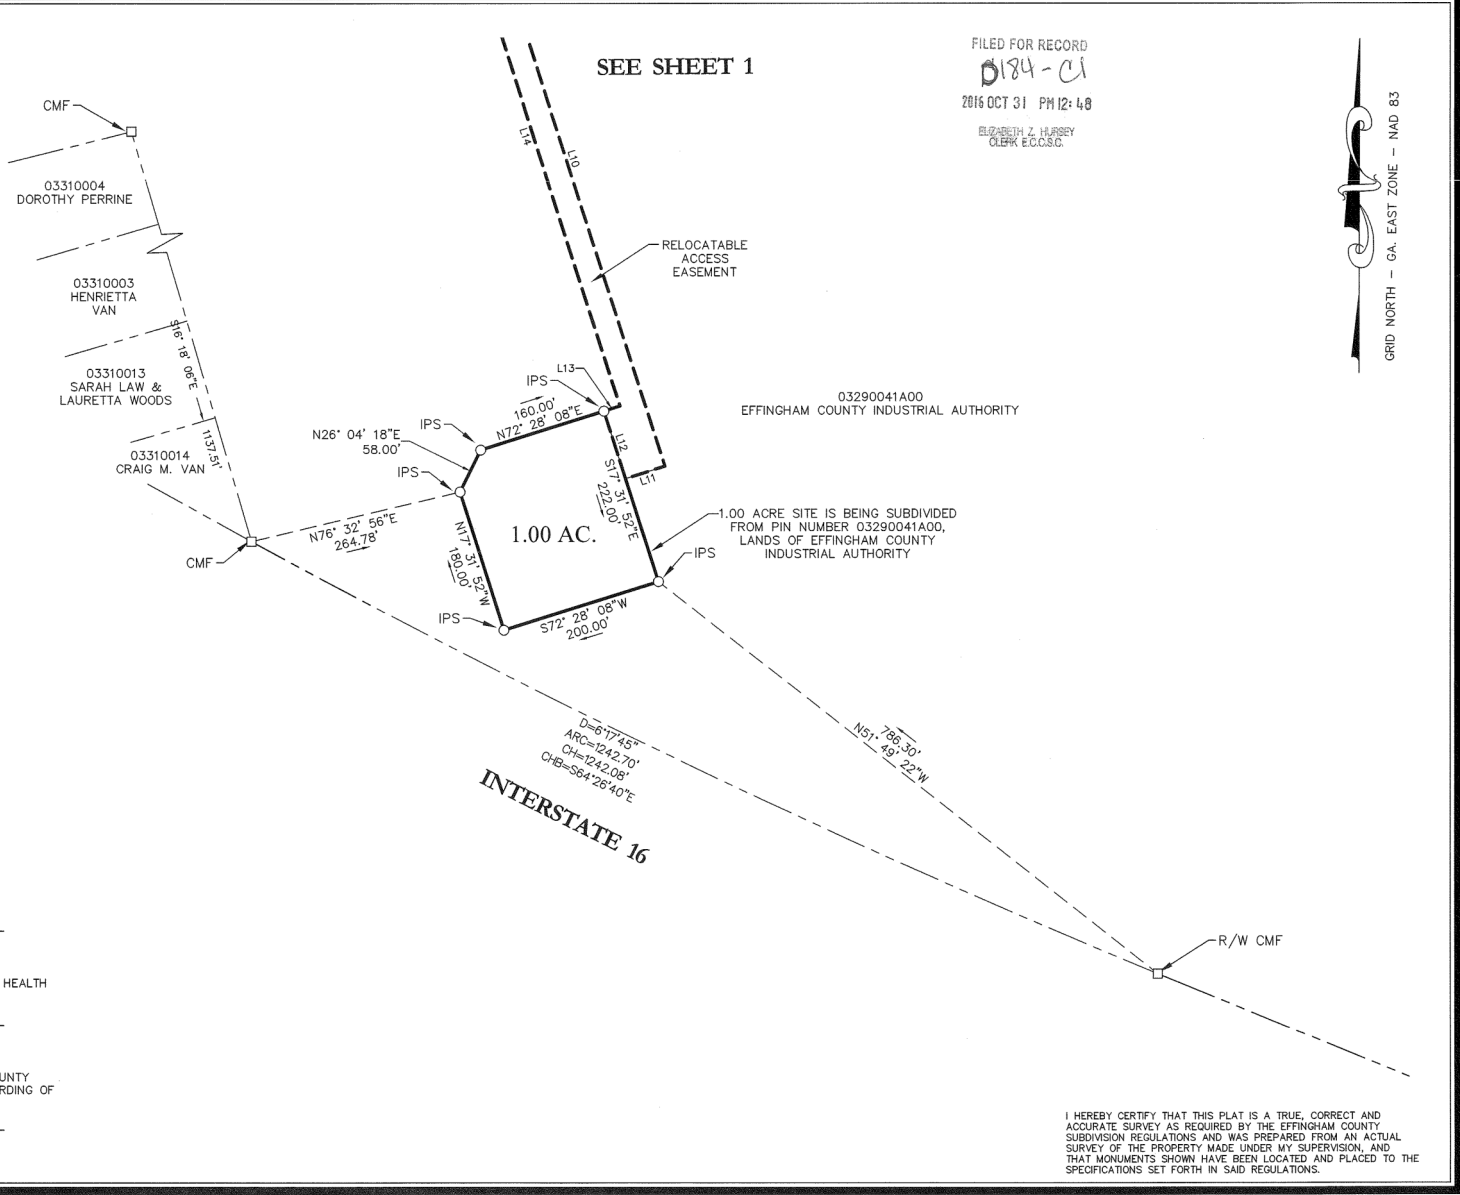 SEE SHEET 1
FILED FOR RECORD
D184-C1
2016 OCT 31 PM 12:48
ELIZABETH Z. HURSEY
CLERK E.C.C.S.C.
GRID NORTH - GA. EAST ZONE - NAD 83
CMF
03310004
DOROTHY PERRINE
03310003
HENRIETTA
VAN
S16° 18' 06"E
1137.51'
03310013
SARAH LAW &
LAURETTA WOODS
03310014
CRAIG M. VAN
CMF
N76° 32' 56"E
264.78'
L14
L10
RELOCATABLE
ACCESS
EASEMENT
L13
IPS
160.00'
N72° 28' 08"E
IPS
N26° 04' 18"E
58.00'
IPS
L12
L11
S17° 31' 52"E
222.00'
03290041A00
EFFINGHAM COUNTY INDUSTRIAL AUTHORITY
1.00 AC.
N17° 31' 52"W
180.00'
1.00 ACRE SITE IS BEING SUBDIVIDED
FROM PIN NUMBER 03290041A00,
LANDS OF EFFINGHAM COUNTY
INDUSTRIAL AUTHORITY
IPS
IPS
S72° 28' 08"W
200.00'
D=6°17'45"
ARC=1242.70'
CH=1242.08'
CHB=S64°26'40"E
INTERSTATE 16
786.30'
N51° 49' 22"W
R/W CMF
HEALTH
UNTY
RDING OF
I HEREBY CERTIFY THAT THIS PLAT IS A TRUE, CORRECT AND
ACCURATE SURVEY AS REQUIRED BY THE EFFINGHAM COUNTY
SUBDIVISION REGULATIONS AND WAS PREPARED FROM AN ACTUAL
SURVEY OF THE PROPERTY MADE UNDER MY SUPERVISION, AND
THAT MONUMENTS SHOWN HAVE BEEN LOCATED AND PLACED TO THE
SPECIFICATIONS SET FORTH IN SAID REGULATIONS.